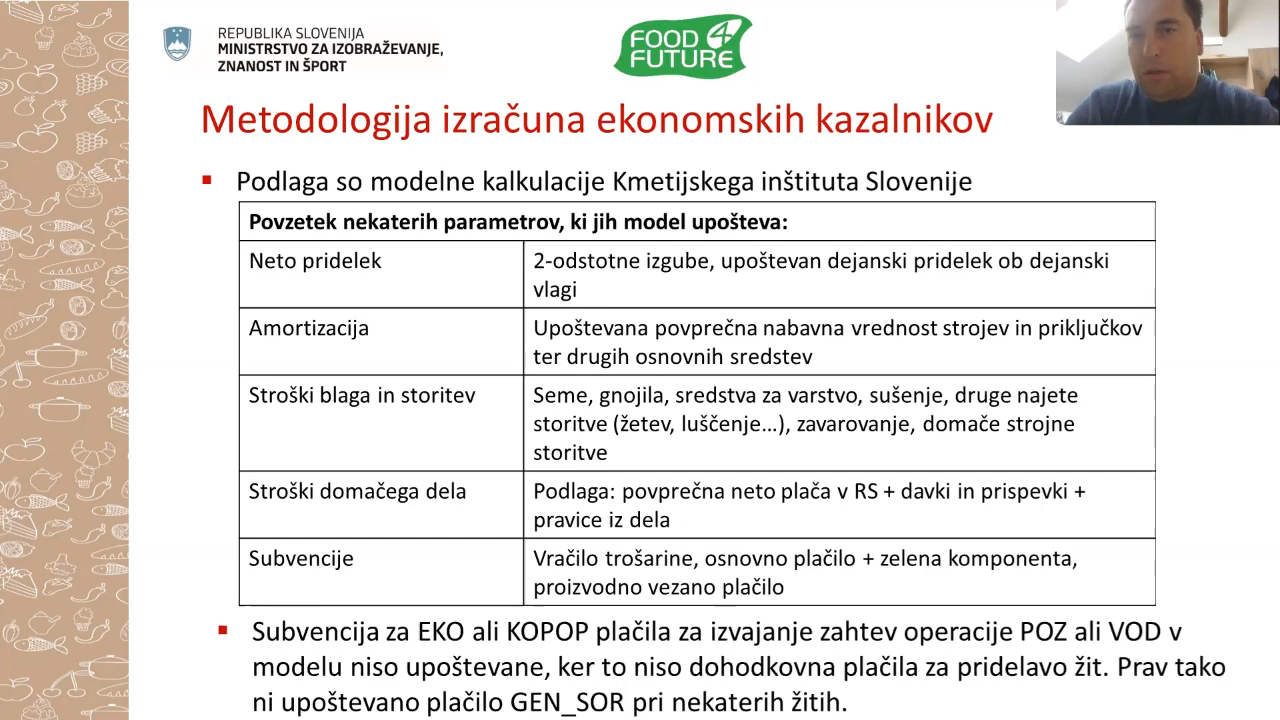 REPUBLIKA SLOVENIJA
MINISTRSTVO ZA IZOBRAŽEVANJE,
ZNANOST IN ŠPORT
FOOD 4
FUTURE
Metodologija izračuna ekonomskih kazalnikov
Podlaga so modelne kalkulacije Kmetijskega inštituta Slovenije
Povzetek nekaterih parametrov, ki jih model upošteva:
Neto pridelek
2-odstotne izgube, upoštevan dejanski pridelek ob dejanski
vlagi
Amortizacija
Upoštevana povprečna nabavna vrednost strojev in priključkov
ter drugih osnovnih sredstev
Stroški blaga in storitev
Seme, gnojila, sredstva za varstvo, sušenje, druge najete
storitve (žetev, luščenje…), zavarovanje, domače strojne
storitve
Stroški domačega dela
Podlaga: povprečna neto plača v RS + davki in prispevki +
pravice iz dela
Subvencije
Vračilo trošarine, osnovno plačilo + zelena komponenta,
proizvodno vezano plačilo
Subvencija za EKO ali KOPOP plačila za izvajanje zahtev operacije POZ ali VOD v
modelu niso upoštevane, ker to niso dohodkovna plačila za pridelavo žit. Prav tako
ni upoštevano plačilo GEN_SOR pri nekaterih žitih.